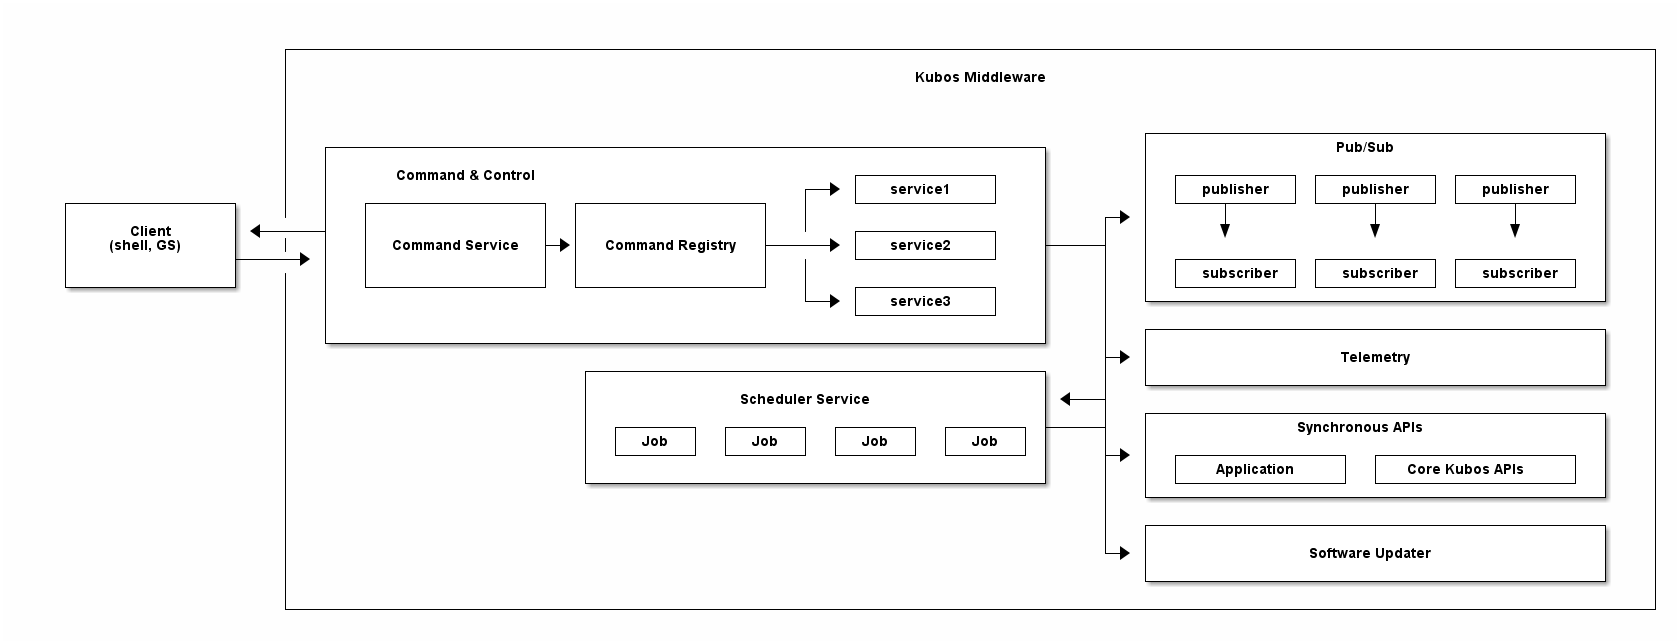 Kubos Middleware
Client
(shell, GS)
Command & Control
Command Service
Command Registry
service1
service2
service3
Scheduler Service
Job
Job
Job
Job
Pub/Sub
publisher
publisher
publisher
subscriber
subscriber
subscriber
Telemetry
Synchronous APIs
Application
Core Kubos APIs
Software Updater